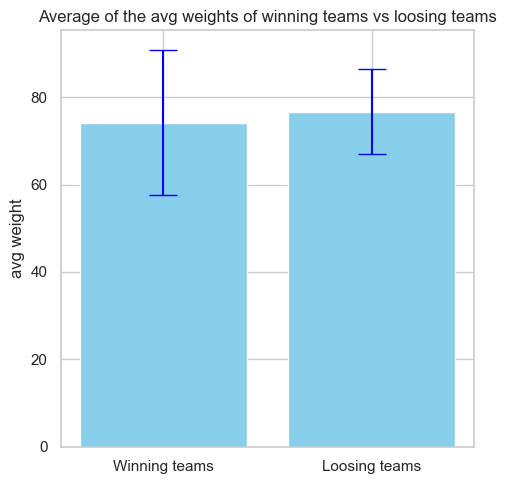 Average of the avg weights of winning teams vs loosing teams
avg weight
80
60
40
20
0
Winning teams
Loosing teams